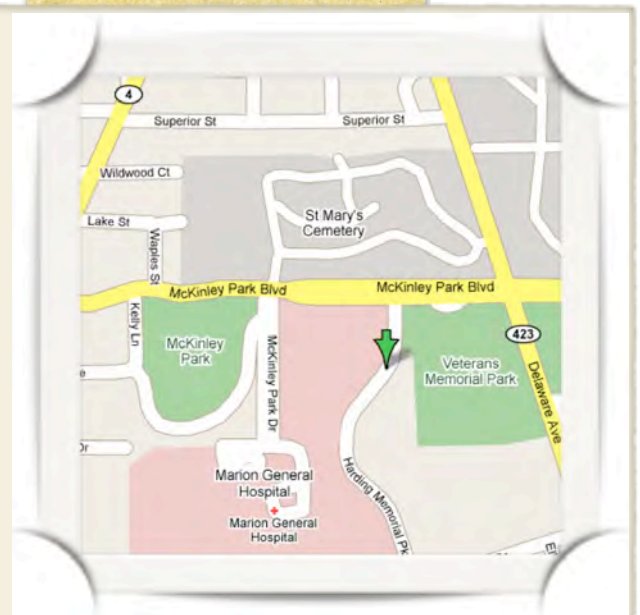 4
Superior St
Superior St
Wildwood Ct
Lake St
Waples St
St Mary's
Cemetery
McKinley Park Blvd
McKinley Park Blvd
Kelly Ln
McKinley
Park
McKinley Park Dr
423
Veterans
Memorial Park
Delaware Ave
e
Dr
Marion General
Hospital
Marion General
Hospital
Harding Memorial Pk